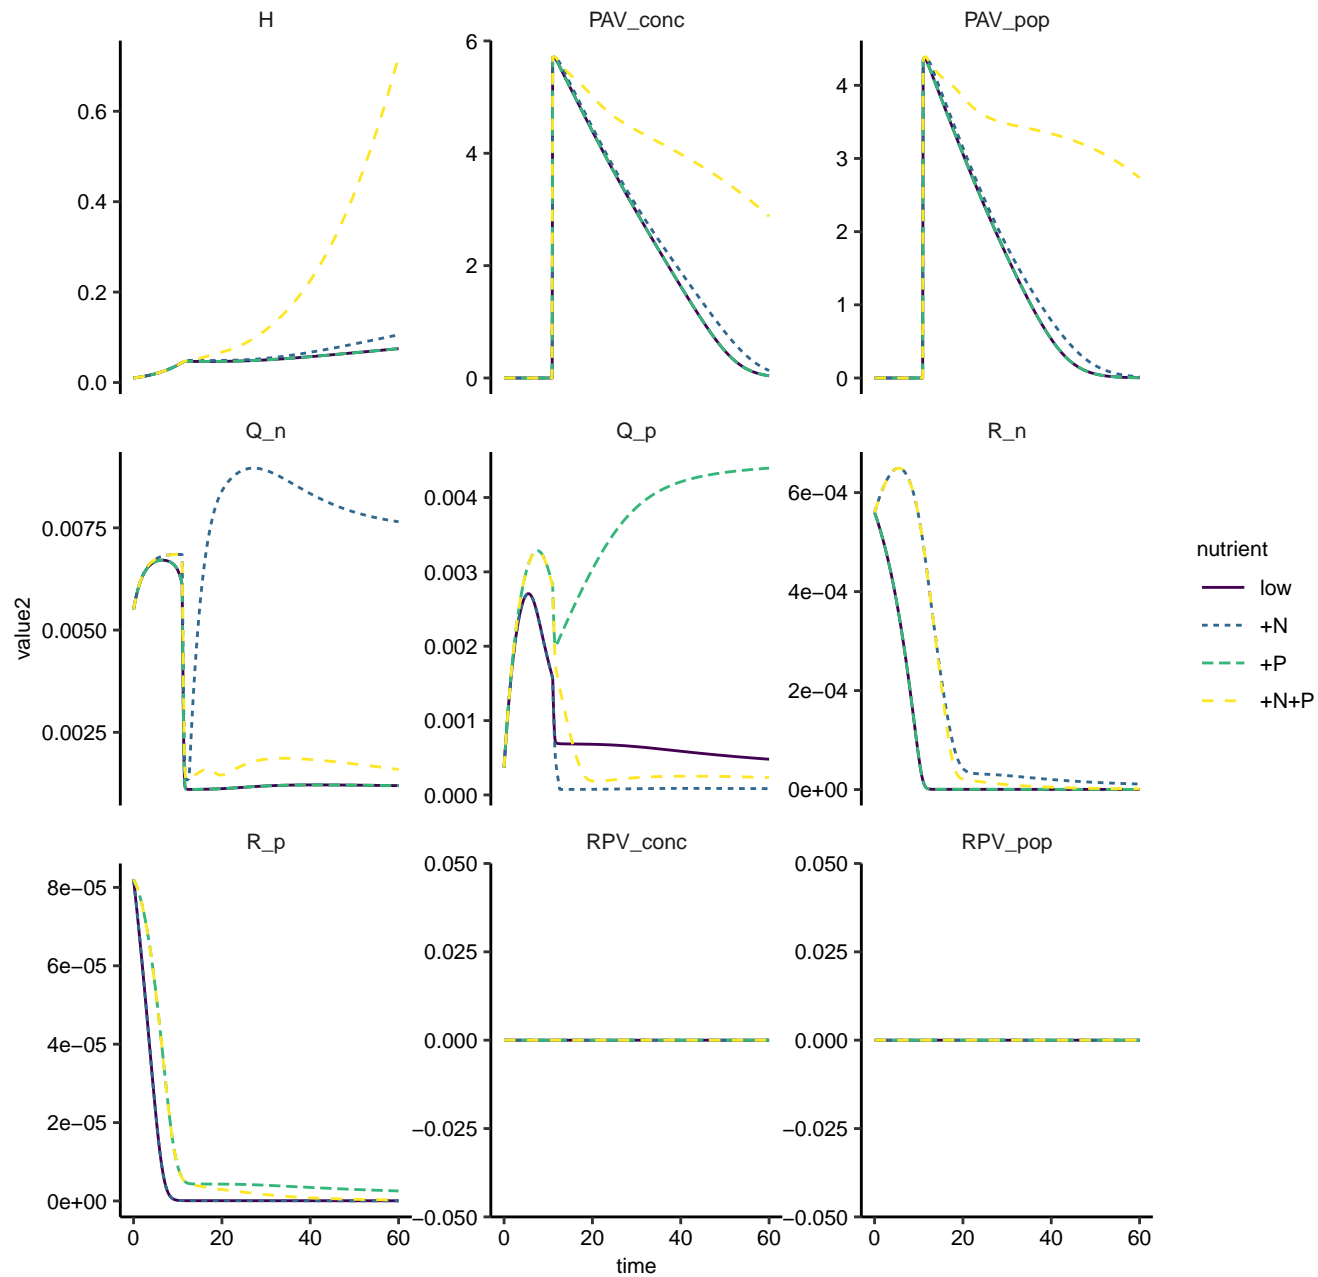 H
PAV_conc
PAV_pop
0.6
0.4
0.2
0.0
6
4
2
0
4
3
2
1
0
Q_n
Q_p
R_n
0.0075
0.0050
0.0025
0.004
0.003
0.002
0.001
0.000
6e−04
4e−04
2e−04
0e+00
value2
nutrient
low
+N
+P
+N+P
R_p
RPV_conc
RPV_pop
8e−05
6e−05
4e−05
2e−05
0e+00
0.050
0.025
0.000
−0.025
−0.050
0.050
0.025
0.000
−0.025
−0.050
0 20 40 60
0 20 40 60
0 20 40 60
time